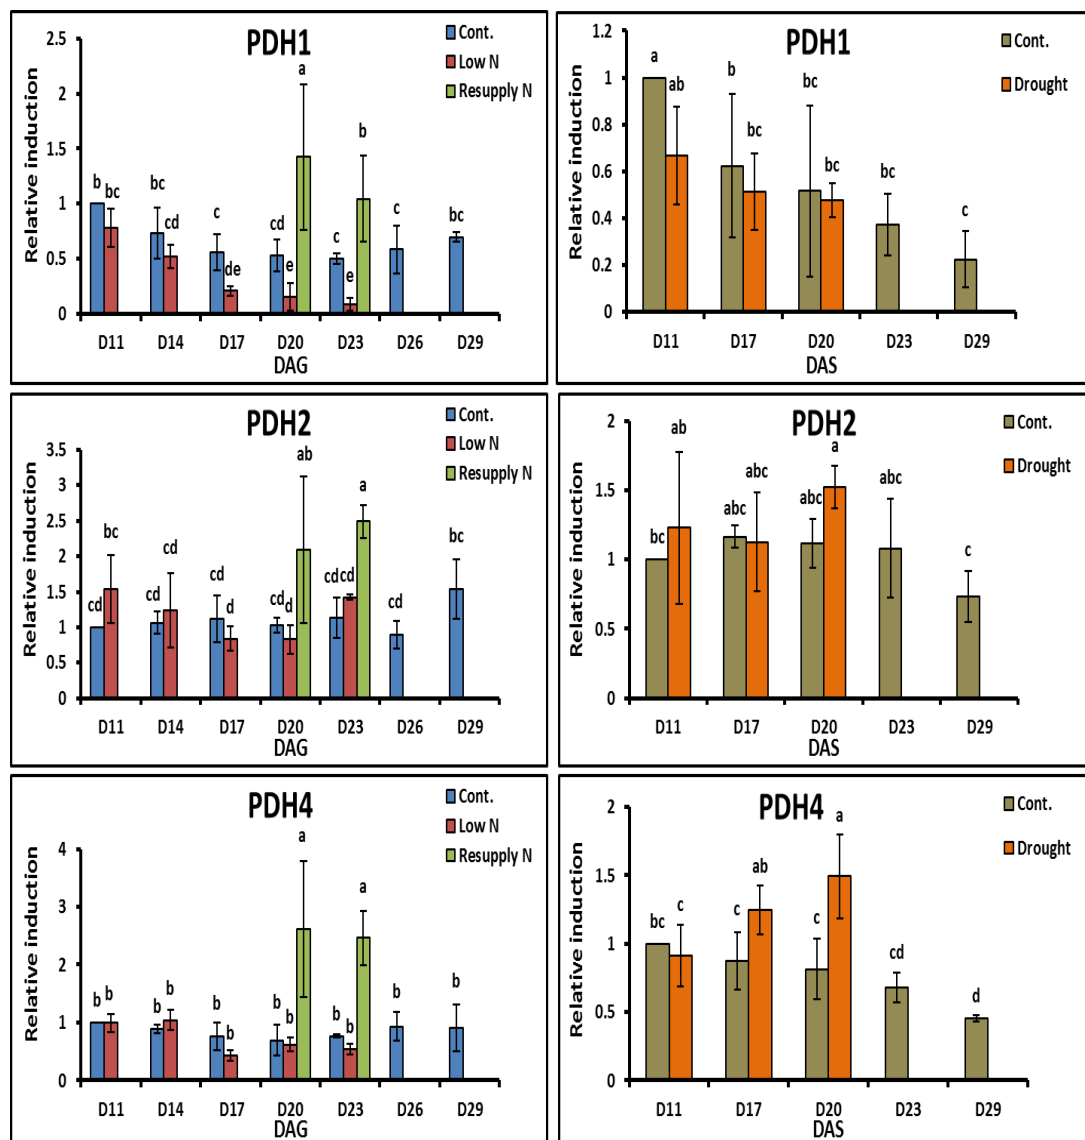 PDH1
Cont.
Low N
Resupply N
Relative induction
2.5
2
1.5
1
0.5
0
b bc bc cd c de cd e a c e b c bc
D11 D14 D17 D20 D23 D26 D29
DAG
PDH1
Cont.
Drought
Relative induction
1.2
1
0.8
0.6
0.4
0.2
0
a ab b bc bc bc bc c
D11 D17 D20 D23 D29
DAS
PDH2
Cont.
Low N
Resupply N
Relative induction
3.5
3
2.5
2
1.5
1
0.5
0
cd bc cd cd cd d cd d ab cd cd a cd bc
D11 D14 D17 D20 D23 D26 D29
DAG
PDH2
Cont.
Drought
Relative induction
2
1.5
1
0.5
0
bc ab abc abc abc a abc c
D11 D17 D20 D23 D29
DAS
PDH4
Cont.
Low N
Resupply N
Relative induction
4
3
2
1
0
b b b b b b b b a b b a b b
D11 D14 D17 D20 D23 D26 D29
DAG
PDH4
Cont.
Drought
Relative induction
2
1.5
1
0.5
0
bc c c ab c a cd d
D11 D17 D20 D23 D29
DAS